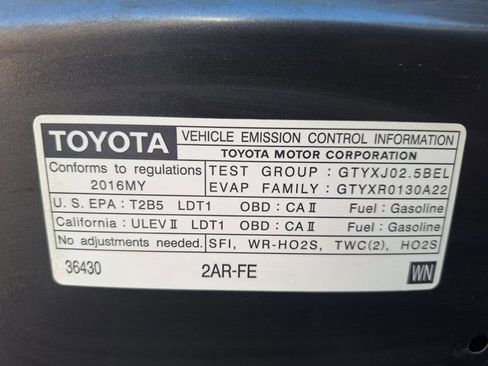 TOYOTA VEHICLE EMISSION CONTROL INFORMATION
TOYOTA MOTOR CORPORATION
Conforms to regulations TEST GROUP : GTYXJ02.5BEL
2016MY EVAP FAMILY : GTYXR0130A22
U.S. EPA : T2B5 LDT1 OBD : CA II Fuel : Gasoline
California : ULEV II LDT1 OBD : CA II Fuel : Gasoline
No adjustments needed. SFI, WR-HO2S, TWC(2), HO2S
36430 2AR-FE WN